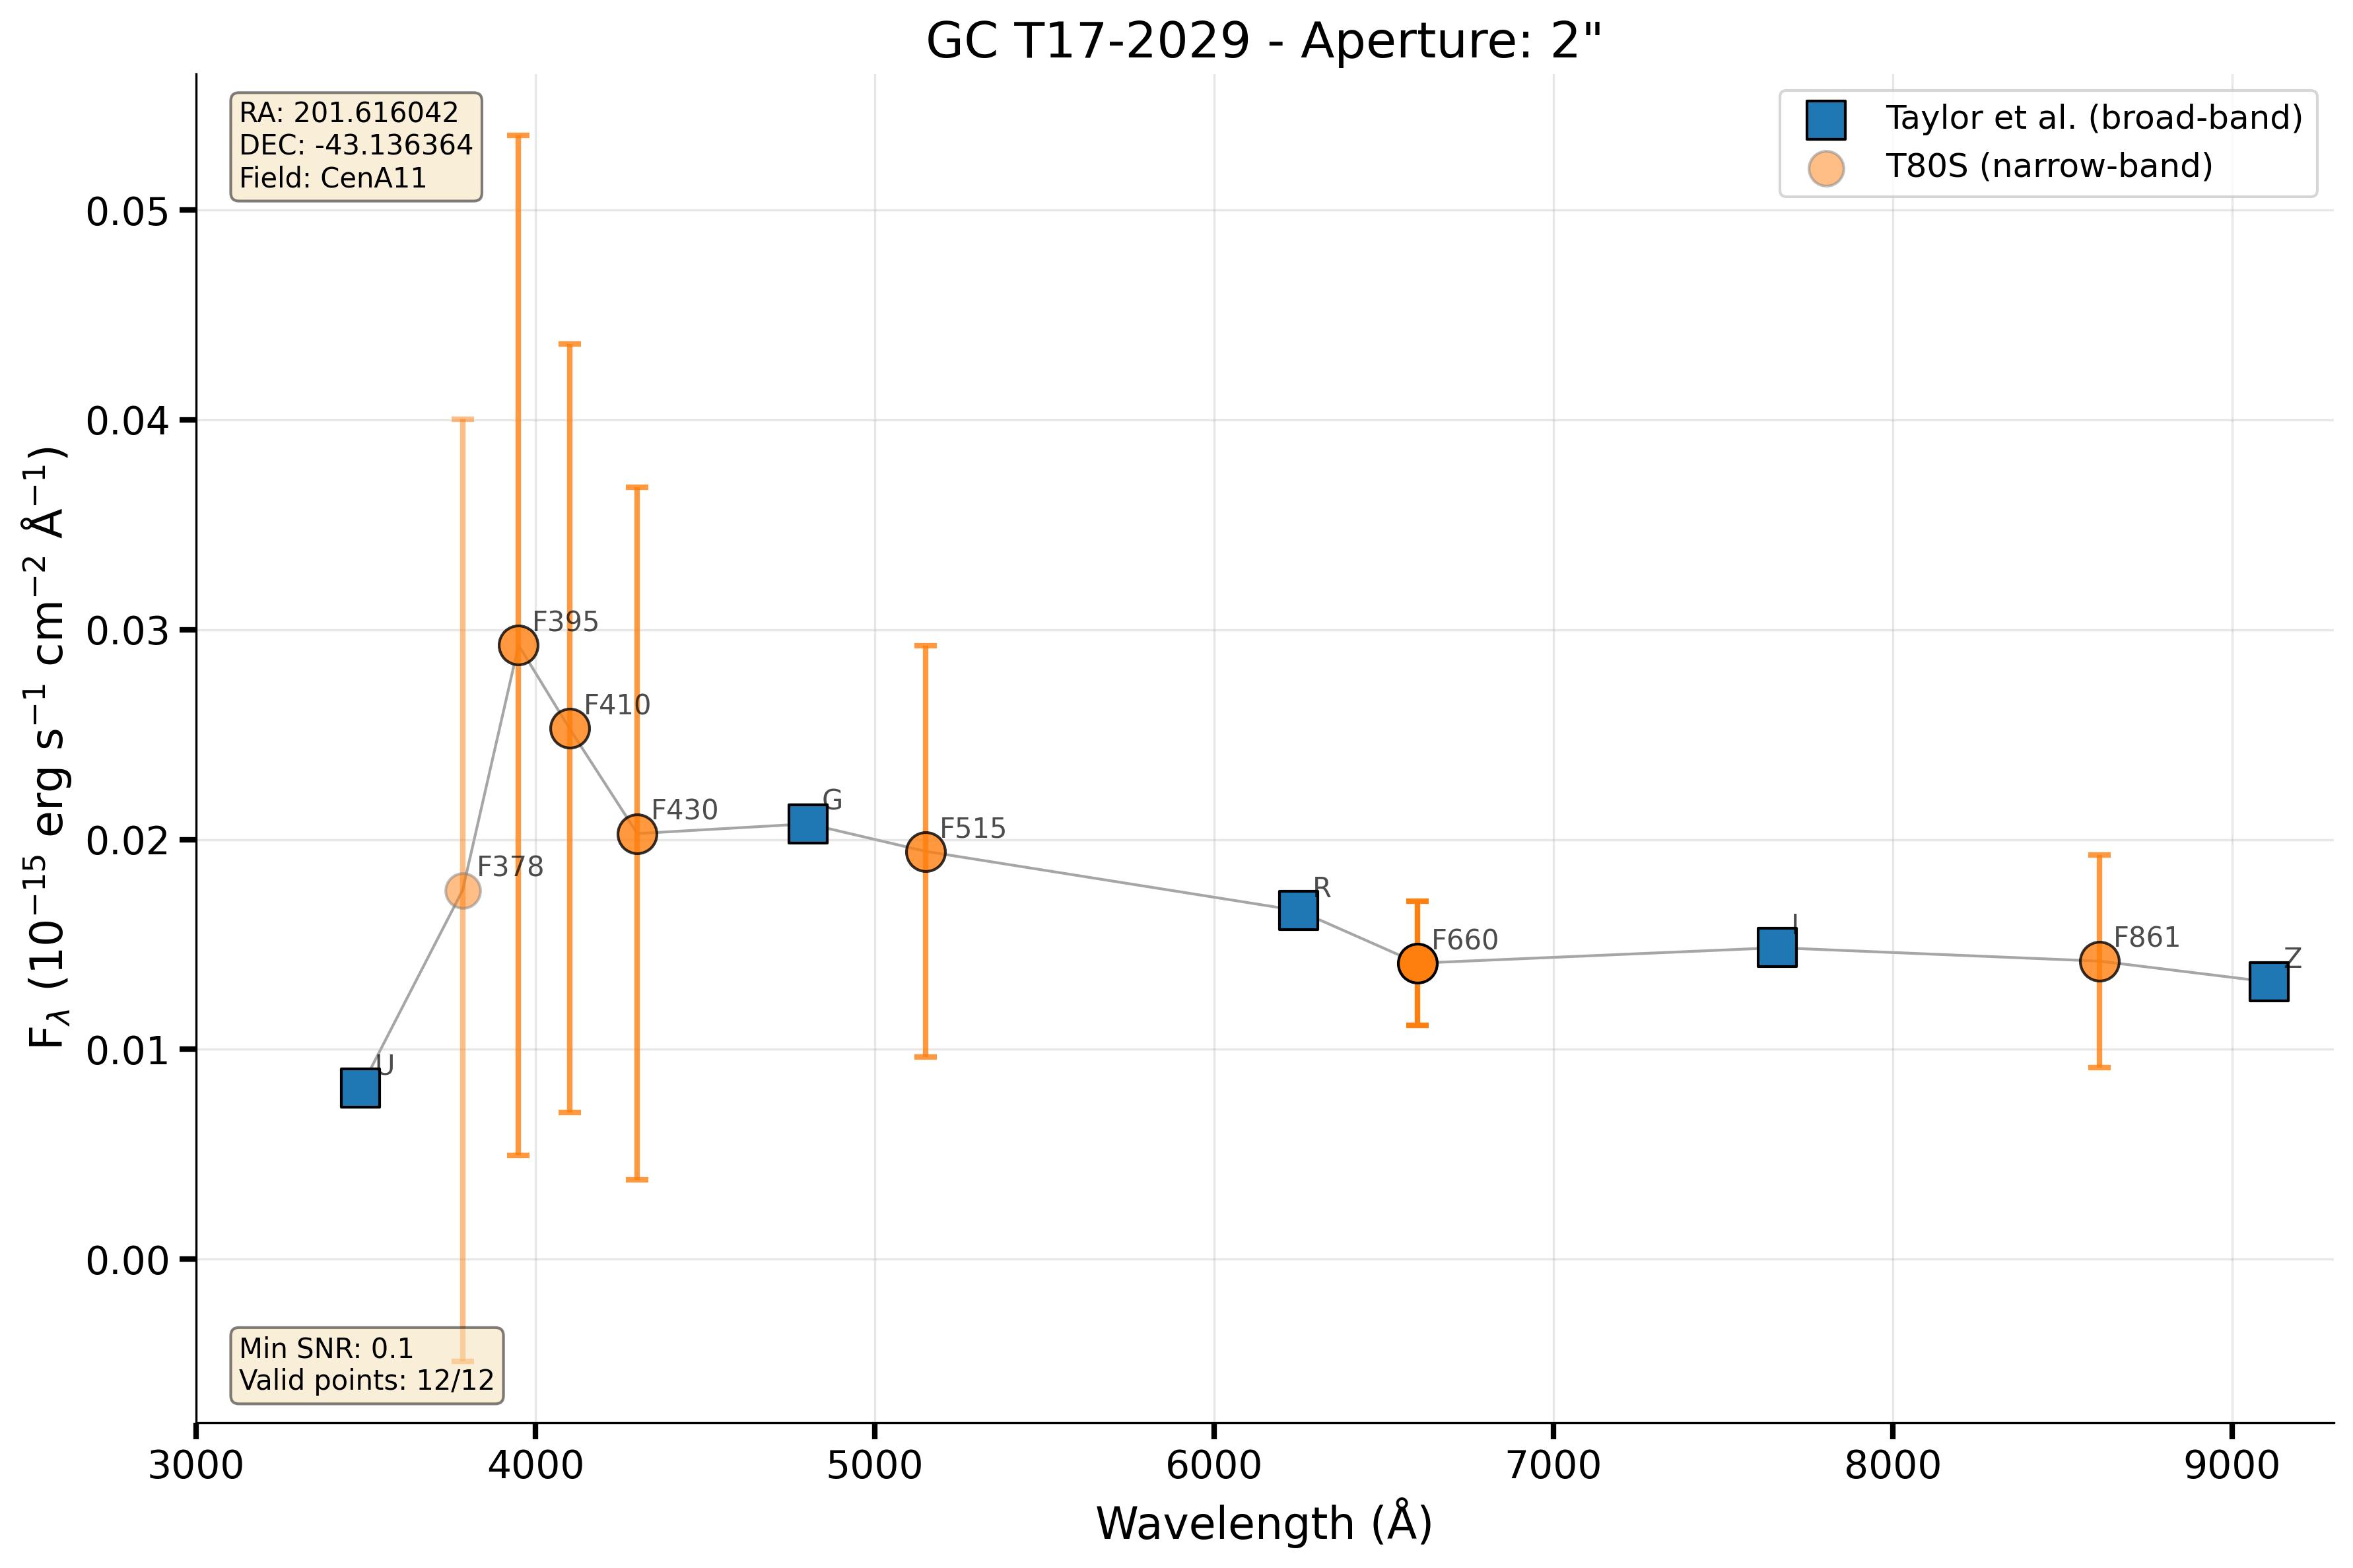 GC T17-2029 - Aperture: 2"
RA: 201.616042
DEC: -43.136364
Field: CenA11
Taylor et al. (broad-band)
T80S (narrow-band)
F_λ (10⁻¹⁵ erg s⁻¹ cm⁻² Å⁻¹)
0.05
0.04
0.03
0.02
0.01
0.00
U
F378
F395
F410
F430
G
F515
R
F660
I
F861
Z
Min SNR: 0.1
Valid points: 12/12
3000 4000 5000 6000 7000 8000 9000
Wavelength (Å)